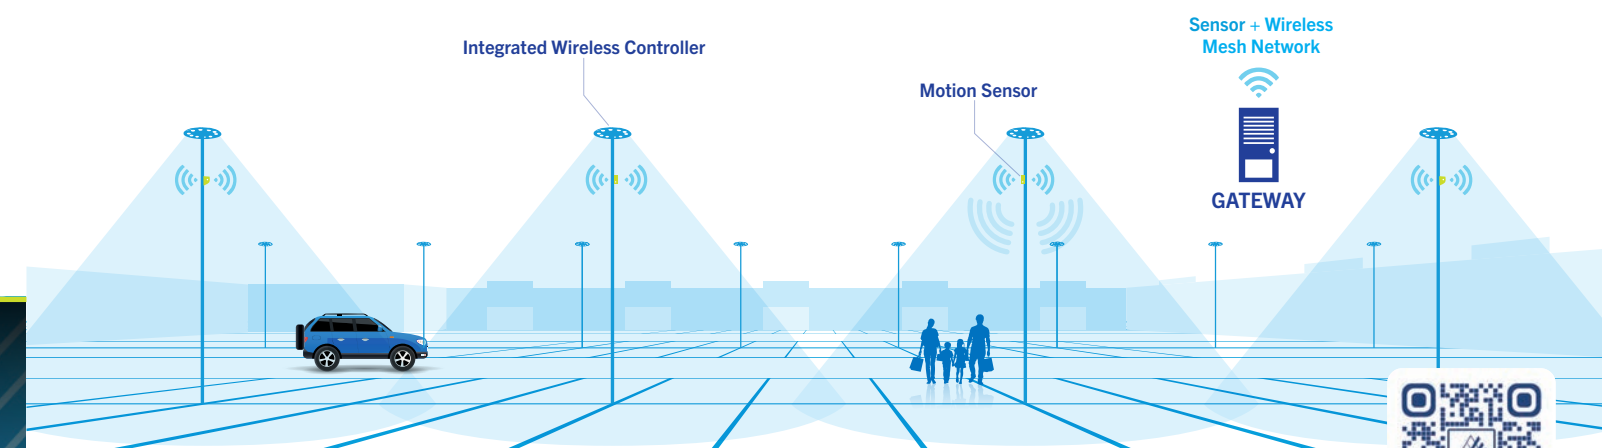 Integrated Wireless Controller
Motion Sensor
Sensor + Wireless
Mesh Network
GATEWAY